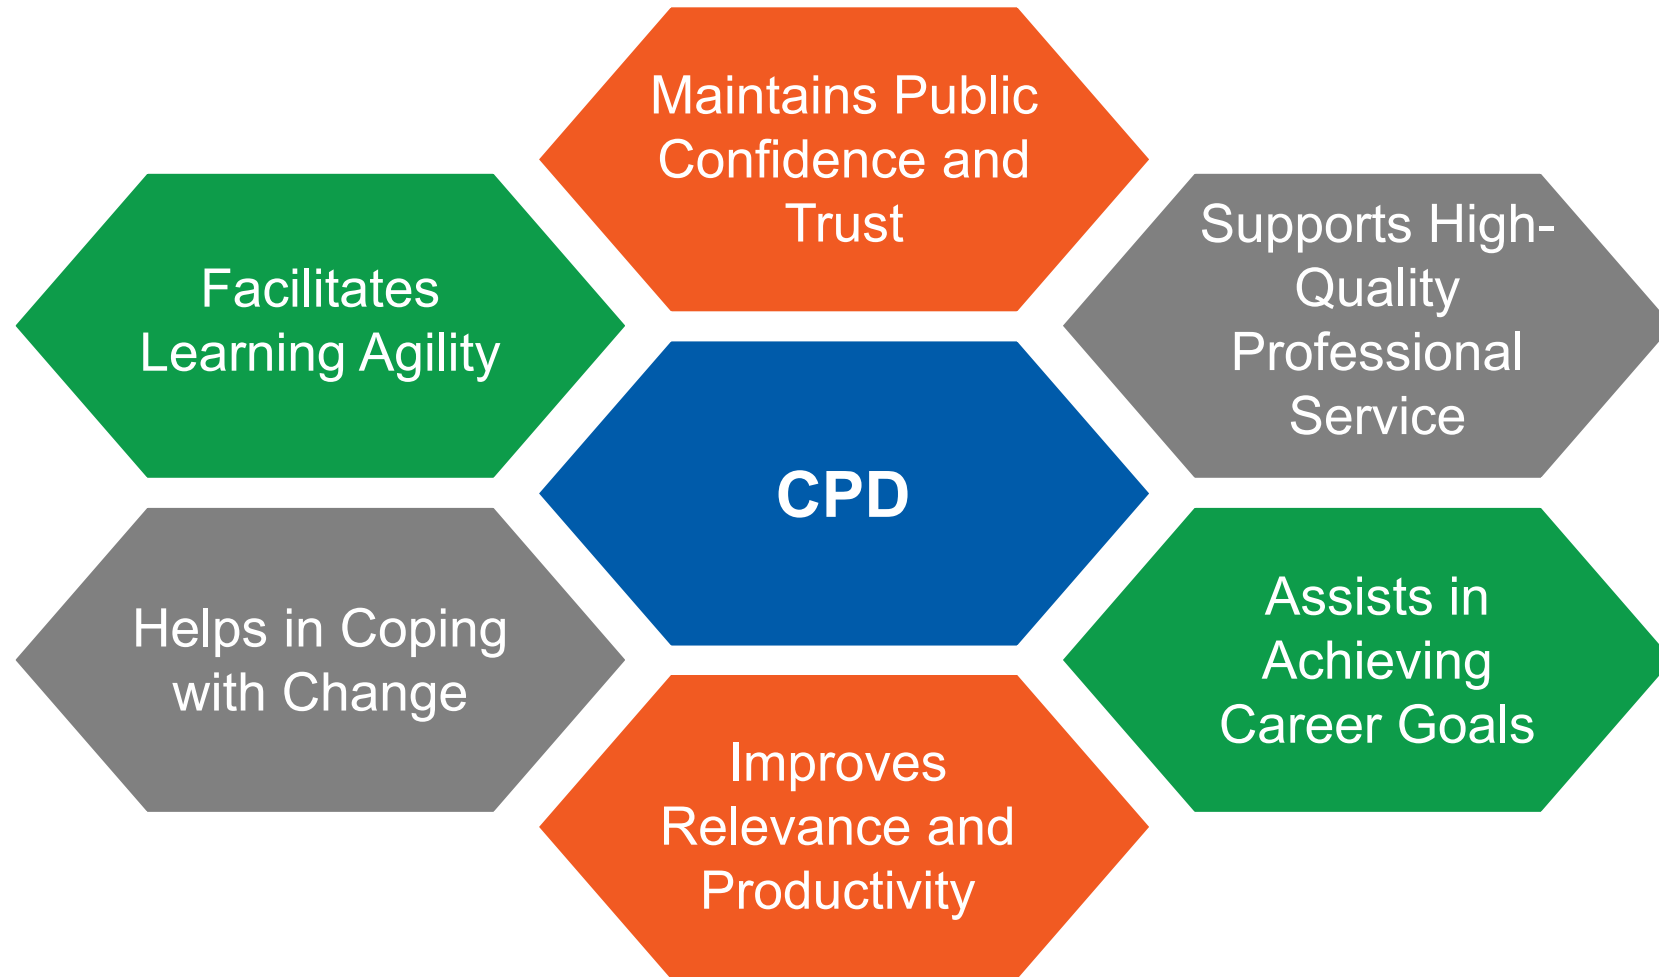 Maintains Public
Confidence and
Trust
Supports High-
Quality
Professional
Service
Facilitates
Learning Agility
CPD
Assists in
Achieving
Career Goals
Helps in Coping
with Change
Improves
Relevance and
Productivity